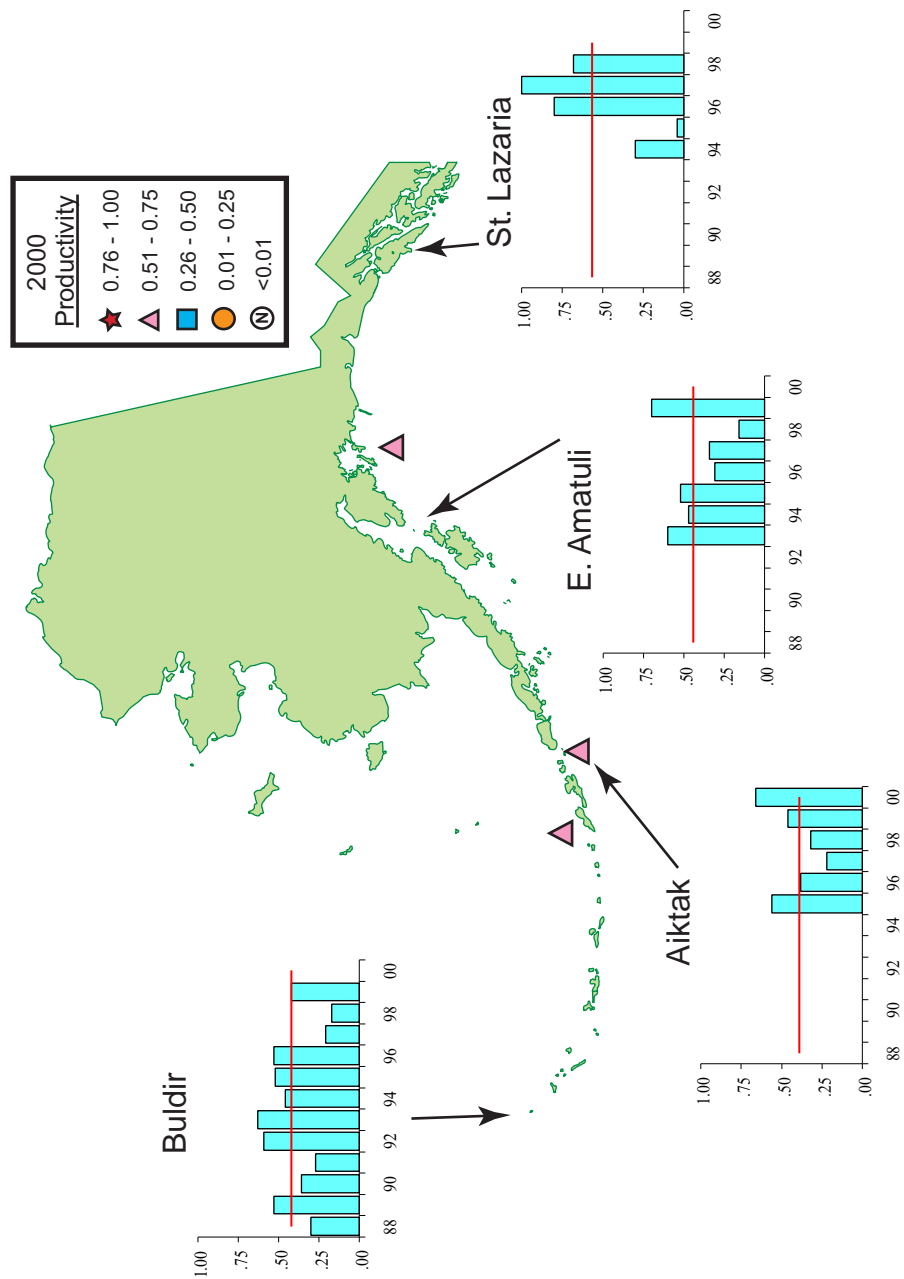 2000
Productivity
0.76 - 1.00
0.51 - 0.75
0.26 - 0.50
0.01 - 0.25
N <0.01
Buldir
1.00
.75
.50
.25
.00
88 90 92 94 96 98 00
Aiktak
1.00
.75
.50
.25
.00
88 90 92 94 96 98 00
E. Amatuli
1.00
.75
.50
.25
.00
88 90 92 94 96 98 00
St. Lazaria
1.00
.75
.50
.25
.00
88 90 92 94 96 98 00